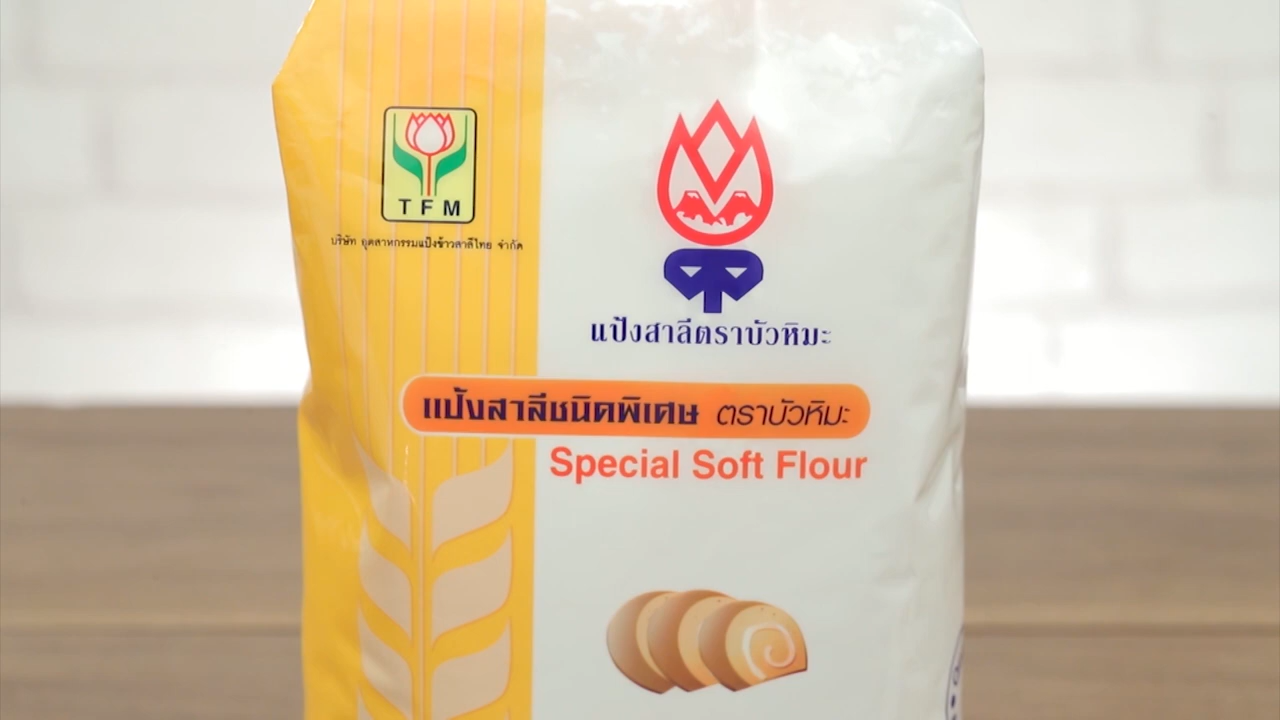 TFM
บริษัท อุตสาหกรรมแป้งข้าวสาลีไทย จำกัด
แป้งสาลีตราบัวหิมะ
แป้งสาลีชนิดพิเศษ ตราบัวหิมะ
Special Soft Flour